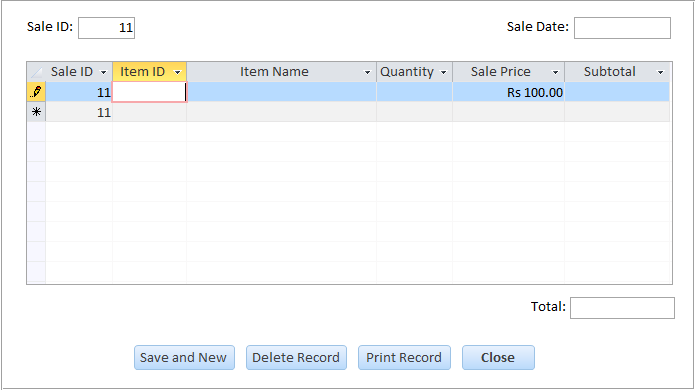 Sale ID: 11 Sale Date:
Sale ID Item ID Item Name Quantity Sale Price Subtotal
11 Rs 100.00
11
Total:
Save and New Delete Record Print Record Close